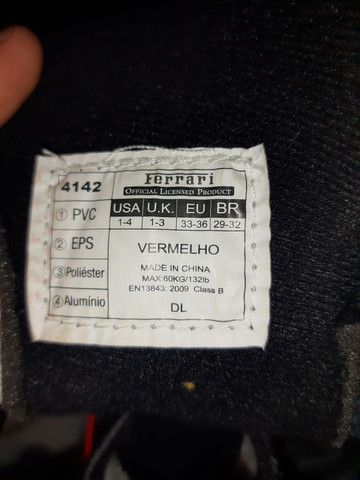 4142
Ferrari
OFFICIAL LICENSED PRODUCT
① PVC
② EPS
③ Poliéster
④ Alumínio
USA U.K. EU BR
1-4 1-3 33-36 29-32
VERMELHO
MADE IN CHINA
MAX:60KG/132lb
EN13843: 2009 Class B
DL